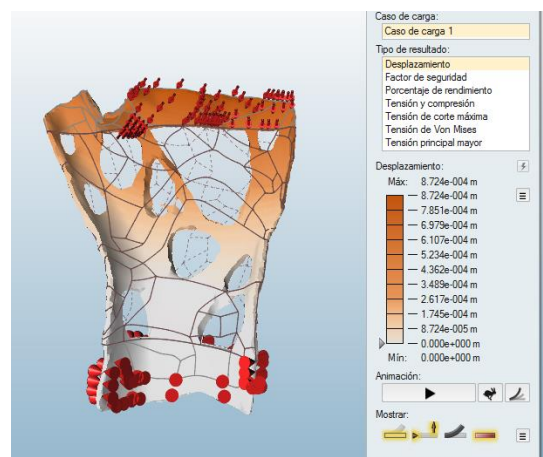 Caso de carga:
Caso de carga 1
Tipo de resultado:
Desplazamiento
Factor de seguridad
Porcentaje de rendimiento
Tensión y compresión
Tensión de corte máxima
Tensión de Von Mises
Tensión principal mayor
Desplazamiento:
Máx: 8.724e-004 m
8.724e-004 m
7.851e-004 m
6.979e-004 m
6.107e-004 m
5.234e-004 m
4.362e-004 m
3.489e-004 m
2.617e-004 m
1.745e-004 m
8.724e-005 m
0.000e+000 m
Mín: 0.000e+000 m
Animación:
Mostrar: